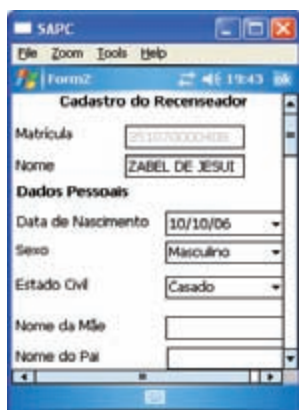 SAPC
File Zoom Tools Help
Form2 19:43 ok
Cadastro do Recenseador
Matrícula
Nome ZABEL DE JESUI
Dados Pessoais
Data de Nascimento 10/10/06
Sexo Masculino
Estado Civil Casado
Nome da Mãe
Nome do Pai